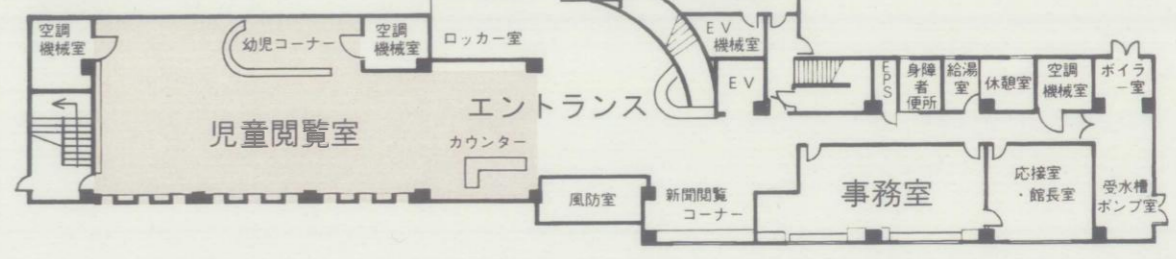 空調
機械室
幼児コーナー
空調
機械室
ロッカー室
EV
機械室
EV
EPS
身障
者
便所
給湯
室
休憩室
空調
機械室
ボイラ
ー室
エントランス
児童閲覧室
カウンター
風防室
新聞閲覧
コーナー
事務室
応接室
・館長室
受水槽
ポンプ室